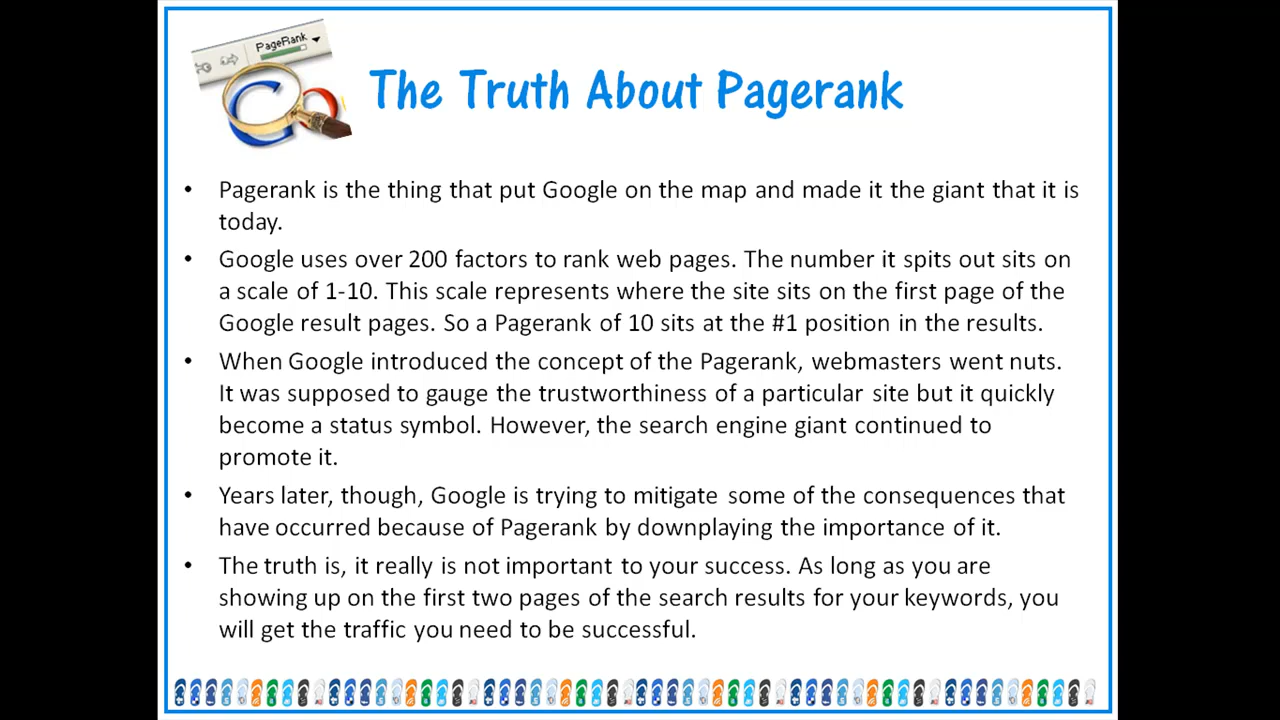 PageRank
The Truth About Pagerank
• Pagerank is the thing that put Google on the map and made it the giant that it is
today.
• Google uses over 200 factors to rank web pages. The number it spits out sits on
a scale of 1-10. This scale represents where the site sits on the first page of the
Google result pages. So a Pagerank of 10 sits at the #1 position in the results.
• When Google introduced the concept of the Pagerank, webmasters went nuts.
It was supposed to gauge the trustworthiness of a particular site but it quickly
become a status symbol. However, the search engine giant continued to
promote it.
• Years later, though, Google is trying to mitigate some of the consequences that
have occurred because of Pagerank by downplaying the importance of it.
• The truth is, it really is not important to your success. As long as you are
showing up on the first two pages of the search results for your keywords, you
will get the traffic you need to be successful.